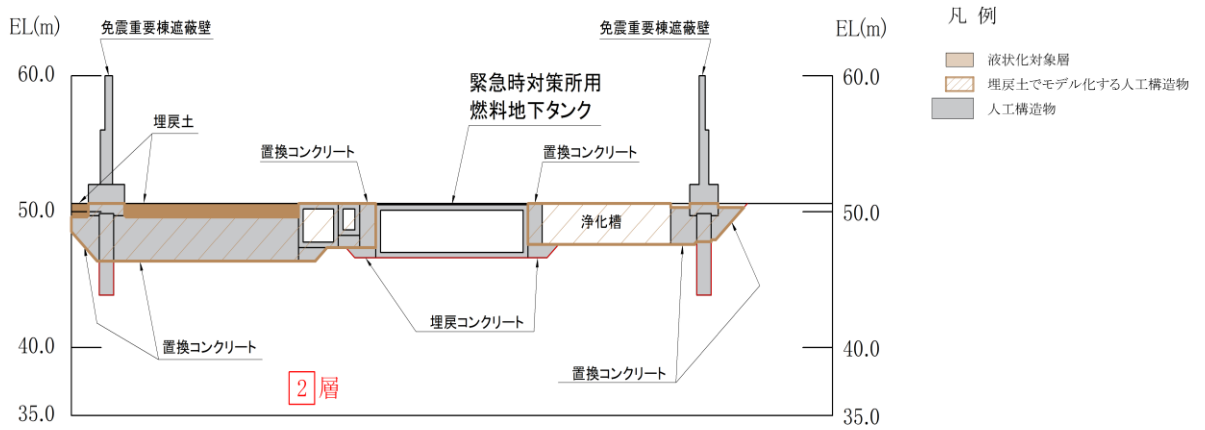 凡 例
EL(m)
免震重要棟遮蔽壁
免震重要棟遮蔽壁
EL(m)
液状化対象層
埋戻土でモデル化する人工構造物
人工構造物
60.0
60.0
緊急時対策所用
燃料地下タンク
埋戻土
置換コンクリート
置換コンクリート
50.0
50.0
浄化槽
埋戻コンクリート
置換コンクリート
置換コンクリート
40.0
40.0
2 層
35.0
35.0